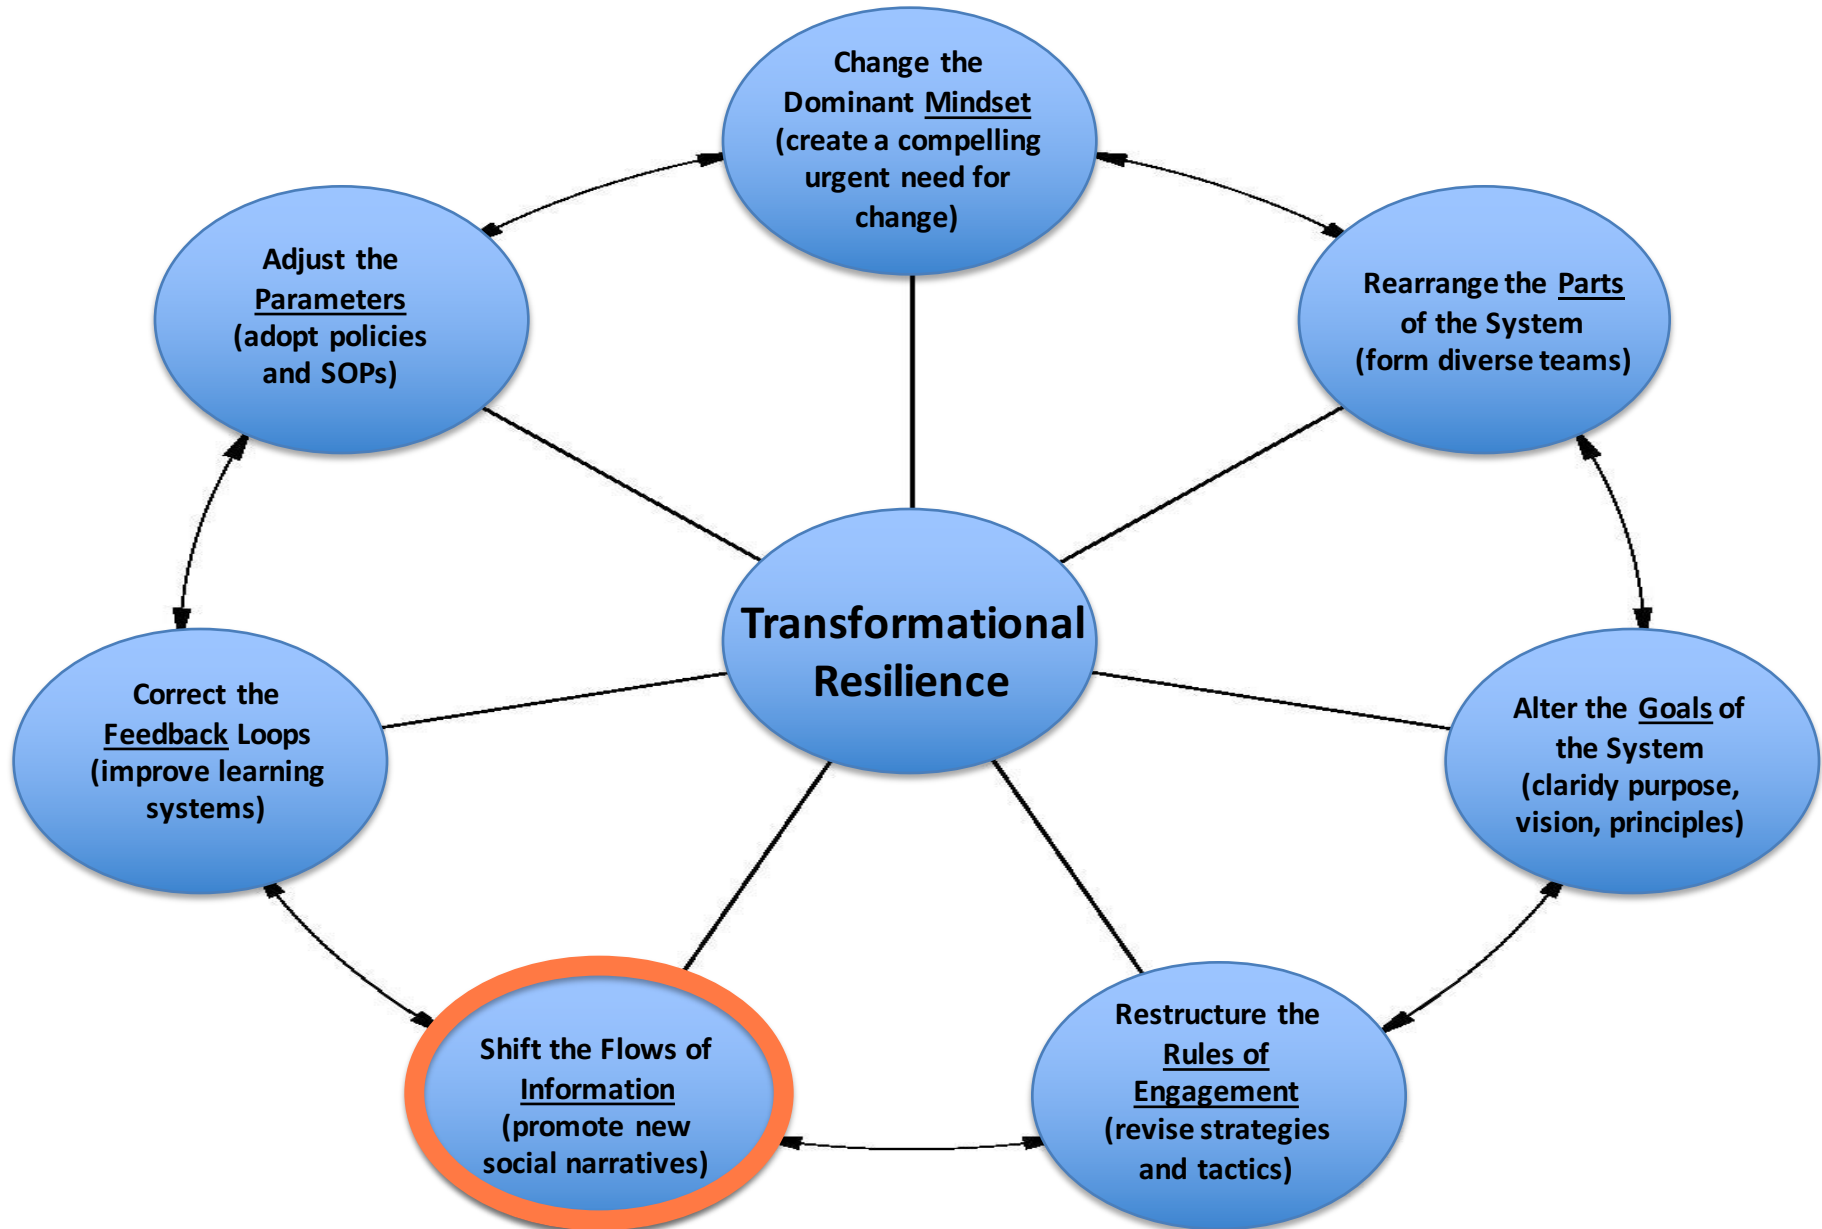 Change the
Dominant Mindset
(create a compelling
urgent need for
change)
Adjust the
Parameters
(adopt policies
and SOPs)
Rearrange the Parts
of the System
(form diverse teams)
Transformational
Resilience
Correct the
Feedback Loops
(improve learning
systems)
Alter the Goals of
the System
(claridy purpose,
vision, principles)
Shift the Flows of
Information
(promote new
social narratives)
Restructure the
Rules of
Engagement
(revise strategies
and tactics)